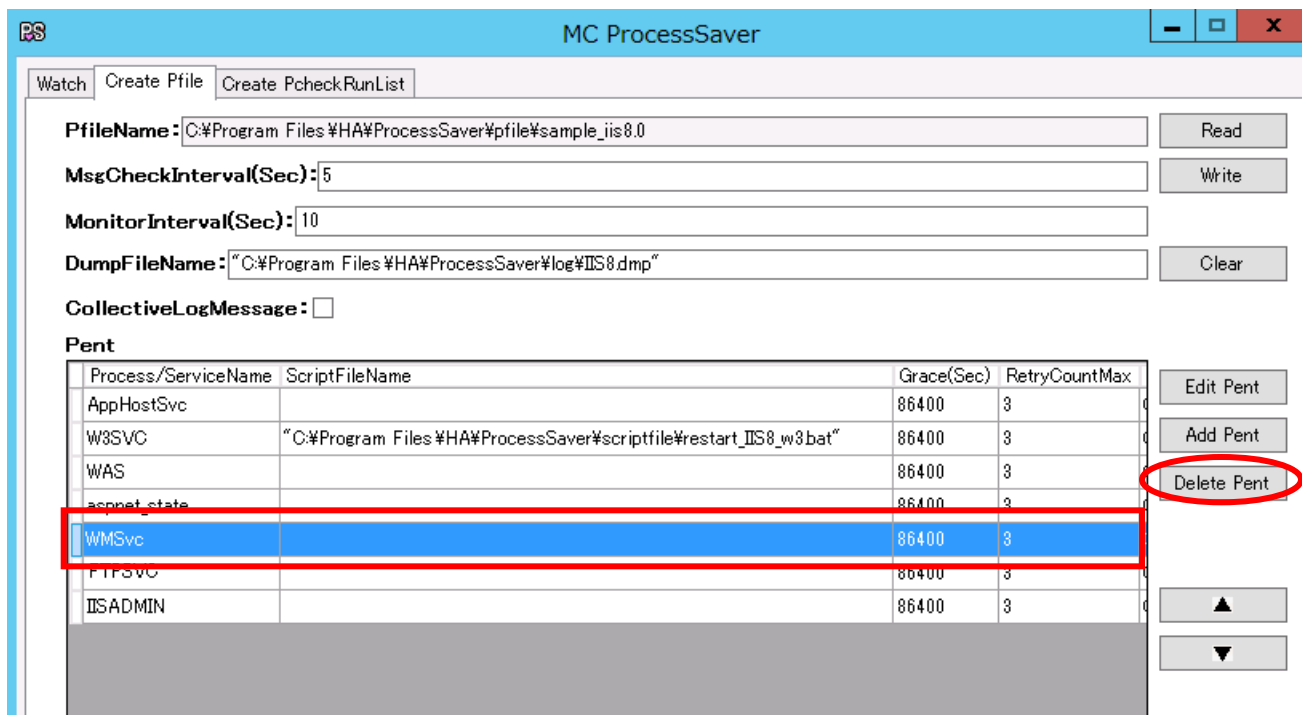 PS MC ProcessSaver
Watch Create Pfile Create PcheckRunList
PfileName: C:¥Program Files¥HA¥ProcessSaver¥pfile¥sample_iis8.0 Read
MsgCheckInterval(Sec): 5 Write
MonitorInterval(Sec): 10
DumpFileName: "C:¥Program Files¥HA¥ProcessSaver¥log¥IIS8.dmp" Clear
CollectiveLogMessage:
Pent
Process/ServiceName ScriptFileName Grace(Sec) RetryCountMax
Edit Pent
AppHostSvc 86400 3
W3SVC "C:¥Program Files¥HA¥ProcessSaver¥scriptfile¥restart_IIS8_w3.bat" 86400 3 Add Pent
WAS 86400 3
Delete Pent
aspnet_state 86400 3
WMSvc 86400 3
FTPSVC 86400 3
IISADMIN 86400 3 ▲
▼